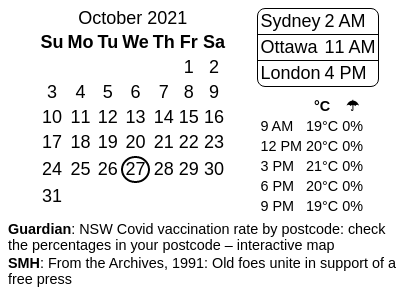 October 2021
Su Mo Tu We Th Fr Sa
1 2
3 4 5 6 7 8 9
10 11 12 13 14 15 16
17 18 19 20 21 22 23
24 25 26 27 28 29 30
31
Sydney 2 AM
Ottawa 11 AM
London 4 PM
°C ☂
9 AM 19°C 0%
12 PM 20°C 0%
3 PM 21°C 0%
6 PM 20°C 0%
9 PM 19°C 0%
Guardian: NSW Covid vaccination rate by postcode: check
the percentages in your postcode – interactive map
SMH: From the Archives, 1991: Old foes unite in support of a
free press